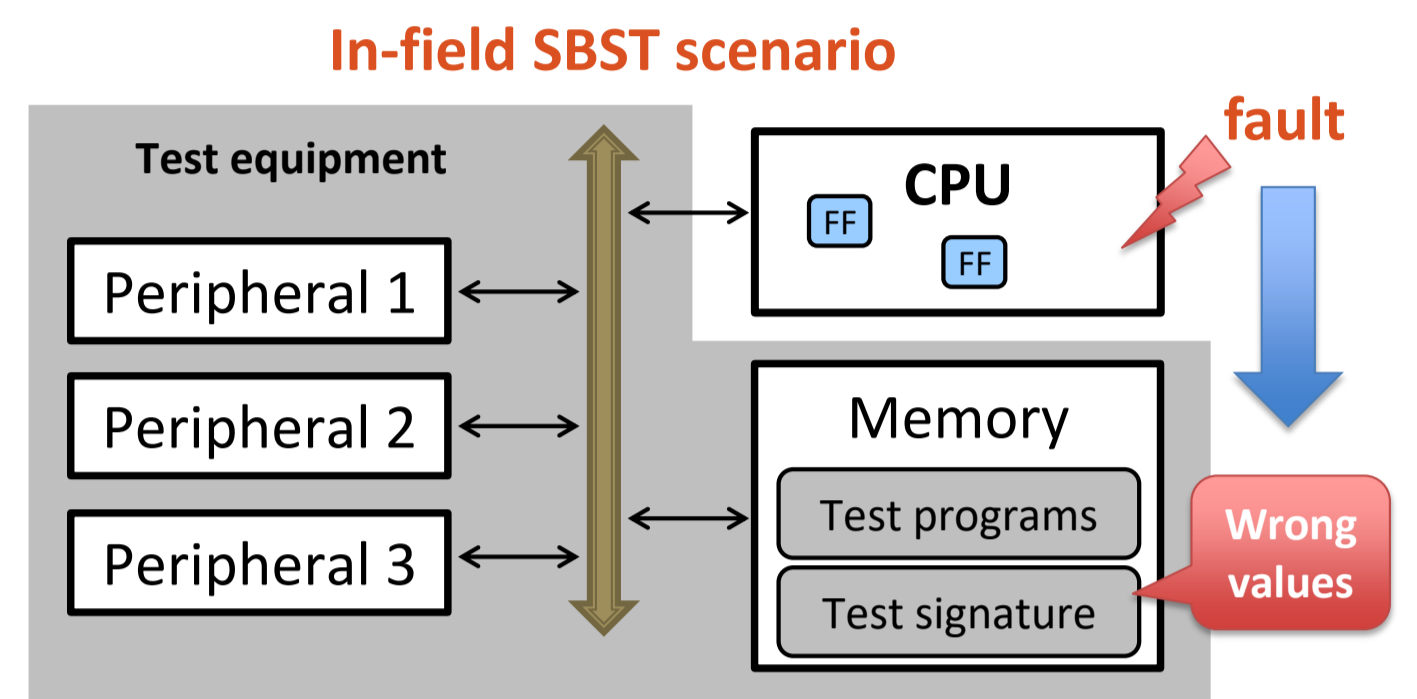 In-field SBST scenario
fault
Test equipment
CPU
FF
FF
Peripheral 1
Peripheral 2
Peripheral 3
Memory
Test programs
Test signature
Wrong
values